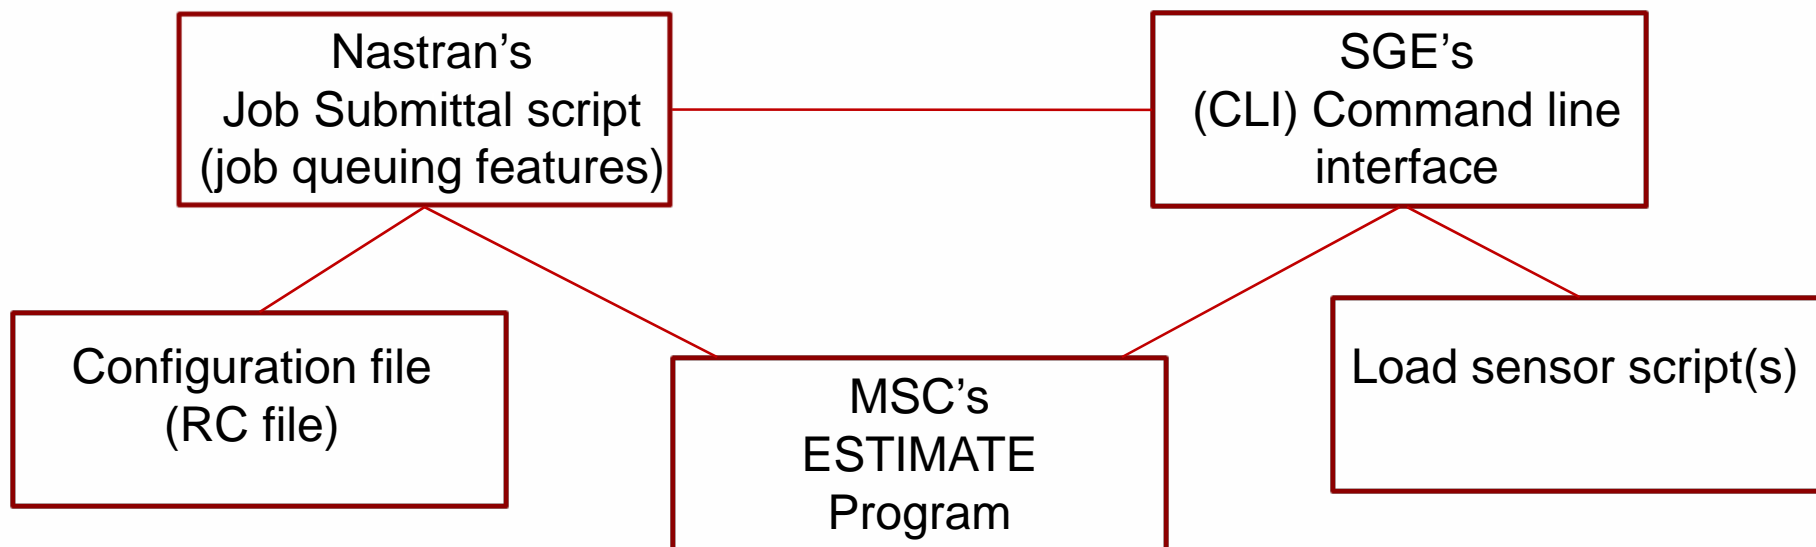 Nastran’s
Job Submittal script
(job queuing features)
SGE’s
(CLI) Command line
interface
Configuration file
(RC file)
MSC’s
ESTIMATE
Program
Load sensor script(s)